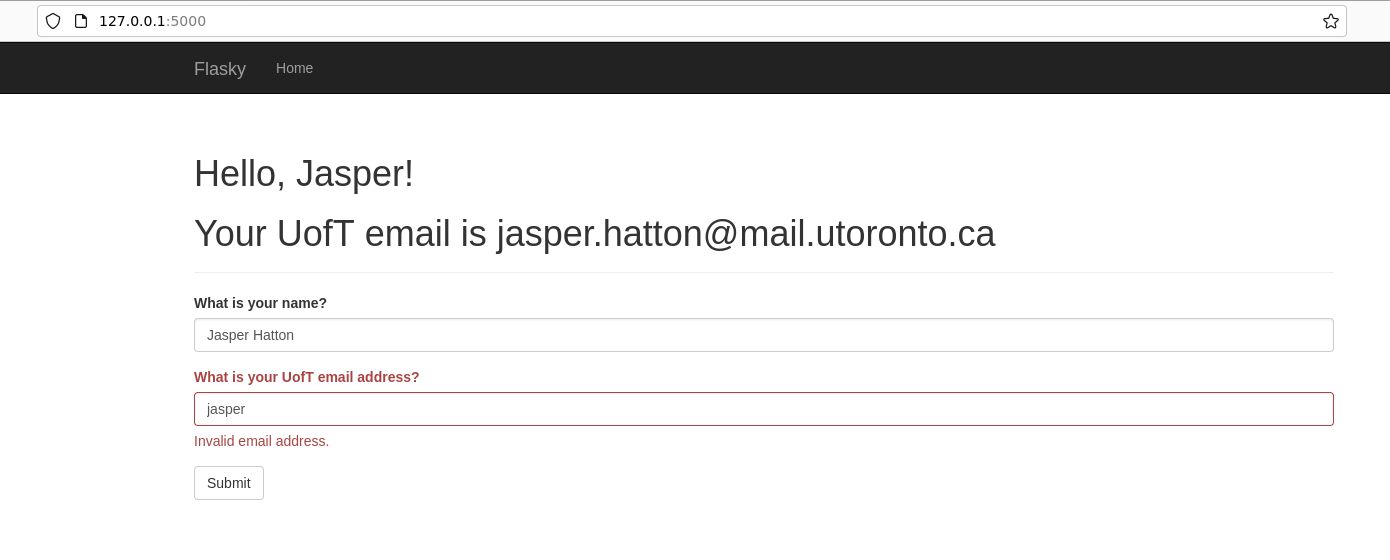 127.0.0.1:5000
Flasky Home
Hello, Jasper!
Your UofT email is jasper.hatton@mail.utoronto.ca
What is your name?
Jasper Hatton
What is your UofT email address?
jasper
Invalid email address.
Submit